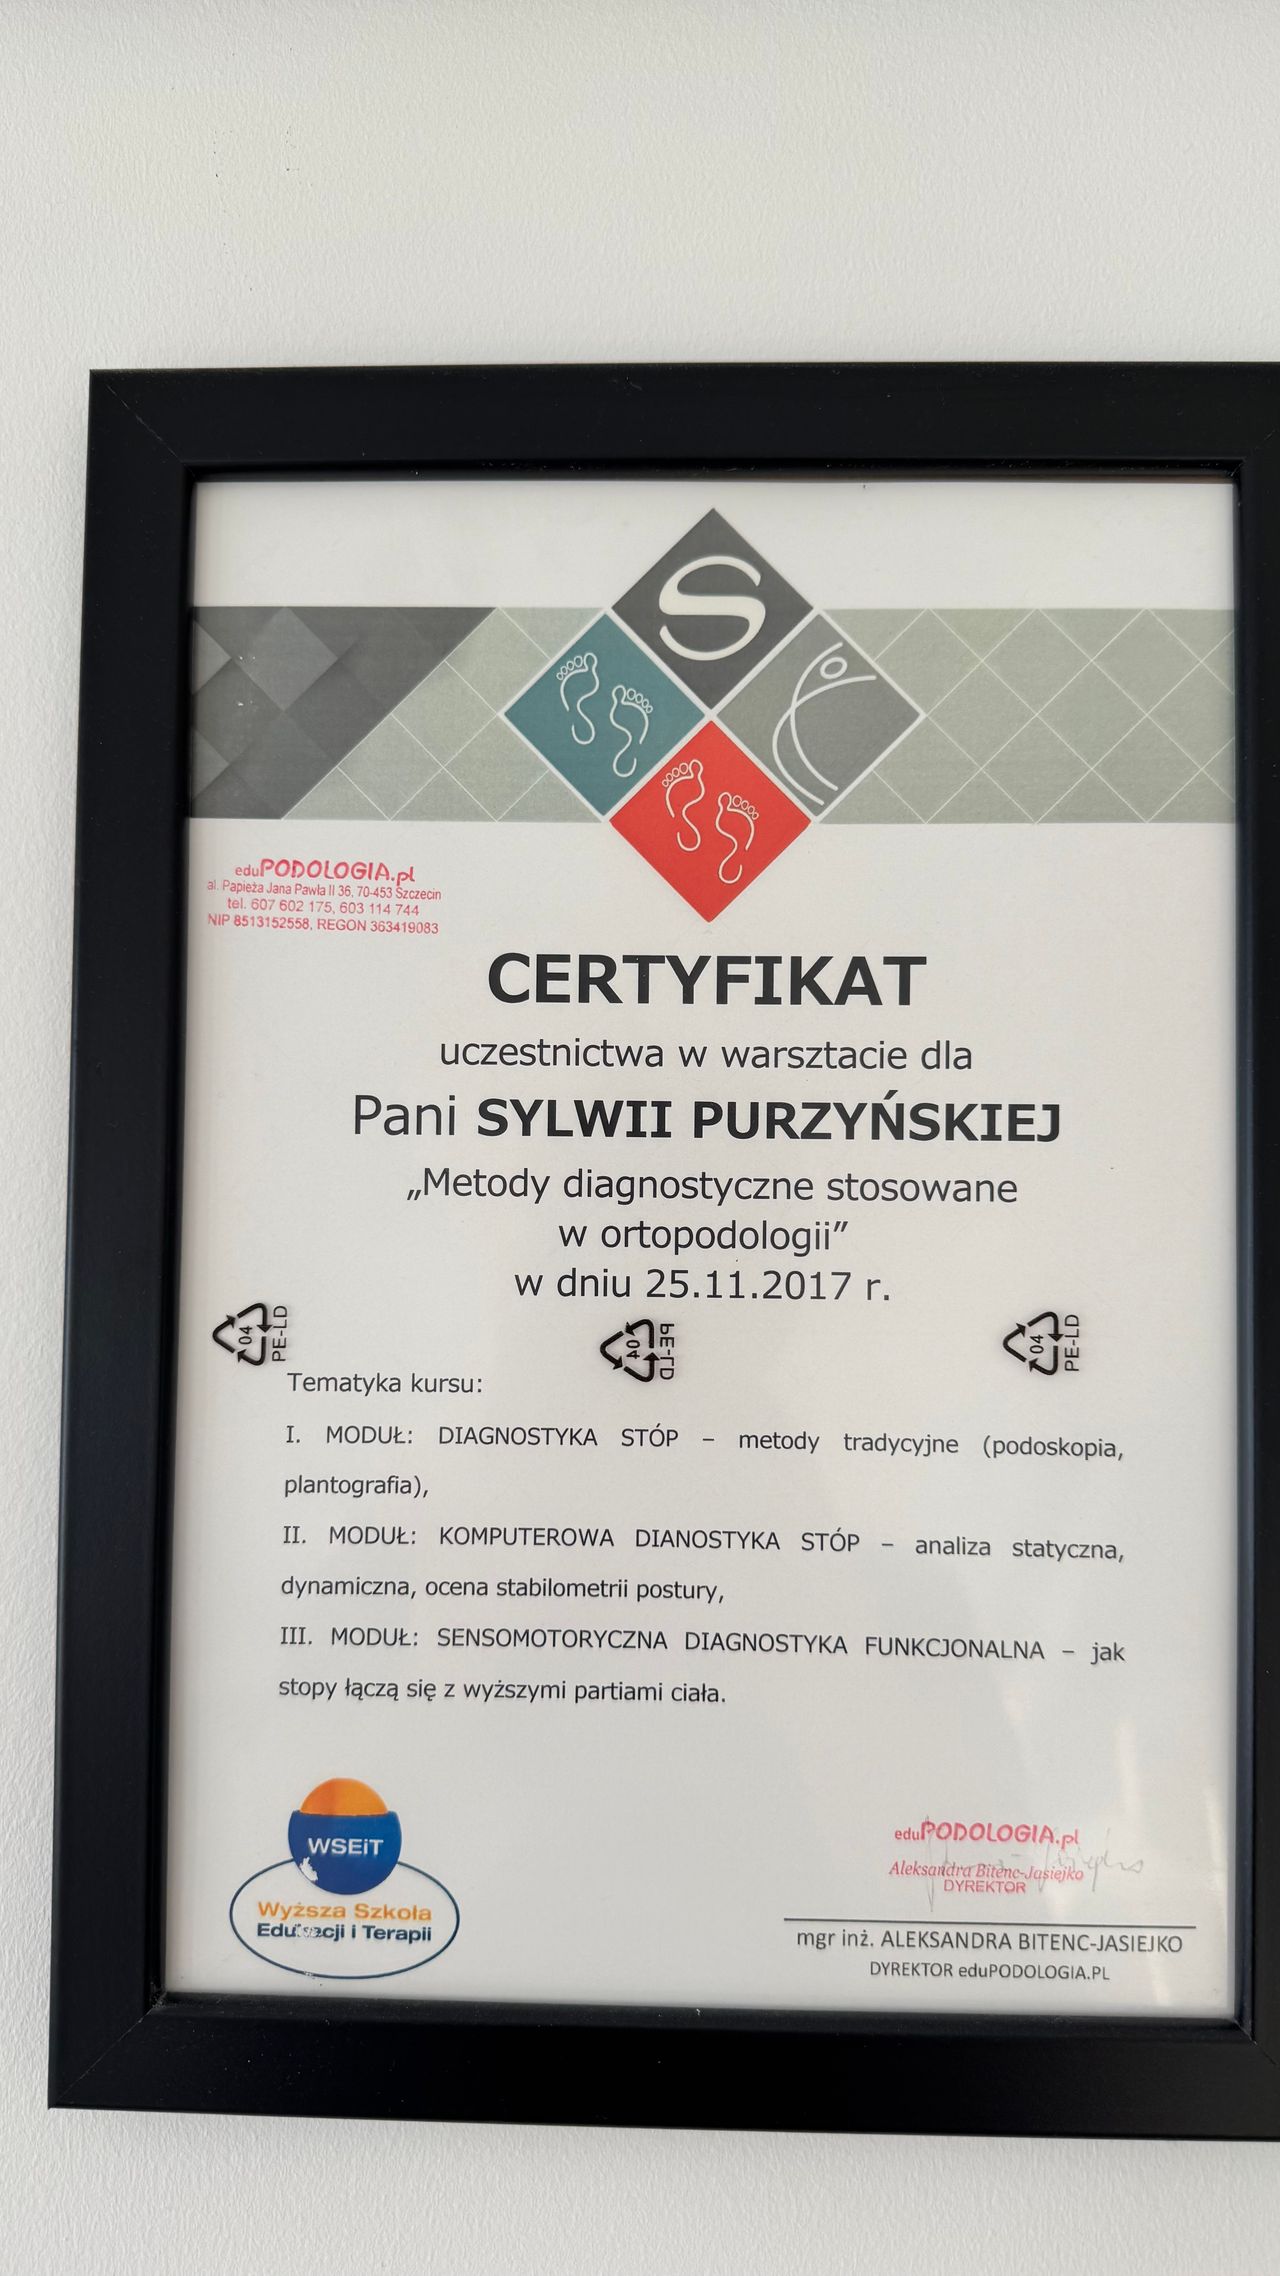 S
eduPODOLOGIA.pl
al. Papieża Jana Pawła II 36, 70-453 Szczecin
tel. 607 602 175, 603 114 744
NIP 8513152558, REGON 363419083
CERTYFIKAT
uczestnictwa w warsztacie dla
Pani SYLWII PURZYŃSKIEJ
„Metody diagnostyczne stosowane
w ortopodologii”
w dniu 25.11.2017 r.
04 PE-LD
04 PE-LD
04 PE-LD
Tematyka kursu:
I. MODUŁ: DIAGNOSTYKA STÓP – metody tradycyjne (podoskopia,
plantografia),
II. MODUŁ: KOMPUTEROWA DIANOSTYKA STÓP – analiza statyczna,
dynamiczna, ocena stabilometrii postury,
III. MODUŁ: SENSOMOTORYCZNA DIAGNOSTYKA FUNKCJONALNA – jak
stopy łączą się z wyższymi partiami ciała.
WSEiT
Wyższa Szkoła
Edukacji i Terapii
eduPODOLOGIA.pl
Aleksandra Bitenc-Jasiejko
DYREKTOR
mgr inż. ALEKSANDRA BITENC-JASIEJKO
DYREKTOR eduPODOLOGIA.PL